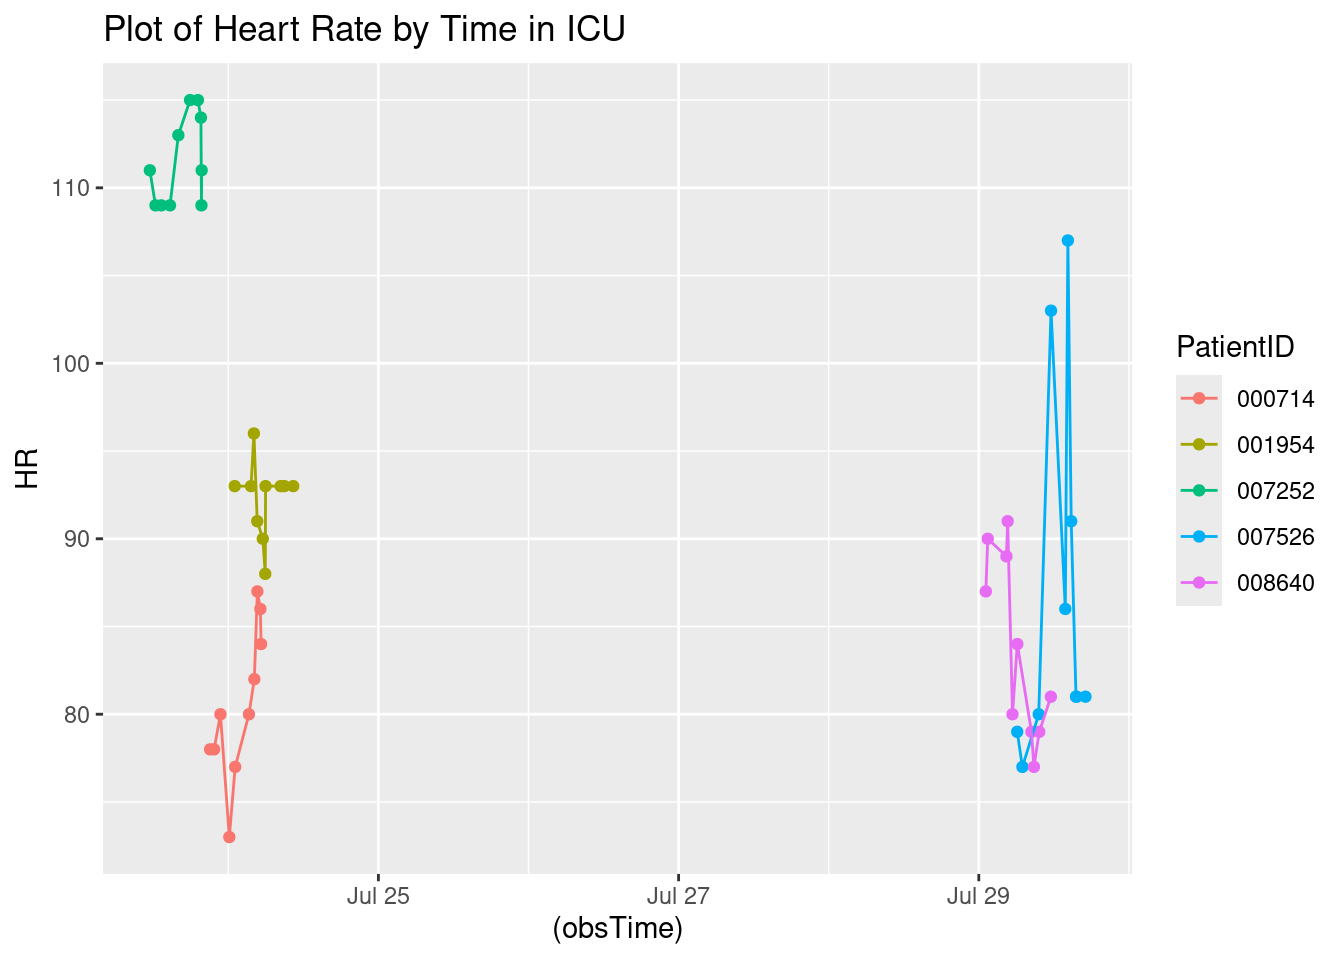 Plot of Heart Rate by Time in ICU
110
100
90
80
HR
Jul 25
Jul 27
Jul 29
(obsTime)
PatientID
000714
001954
007252
007526
008640